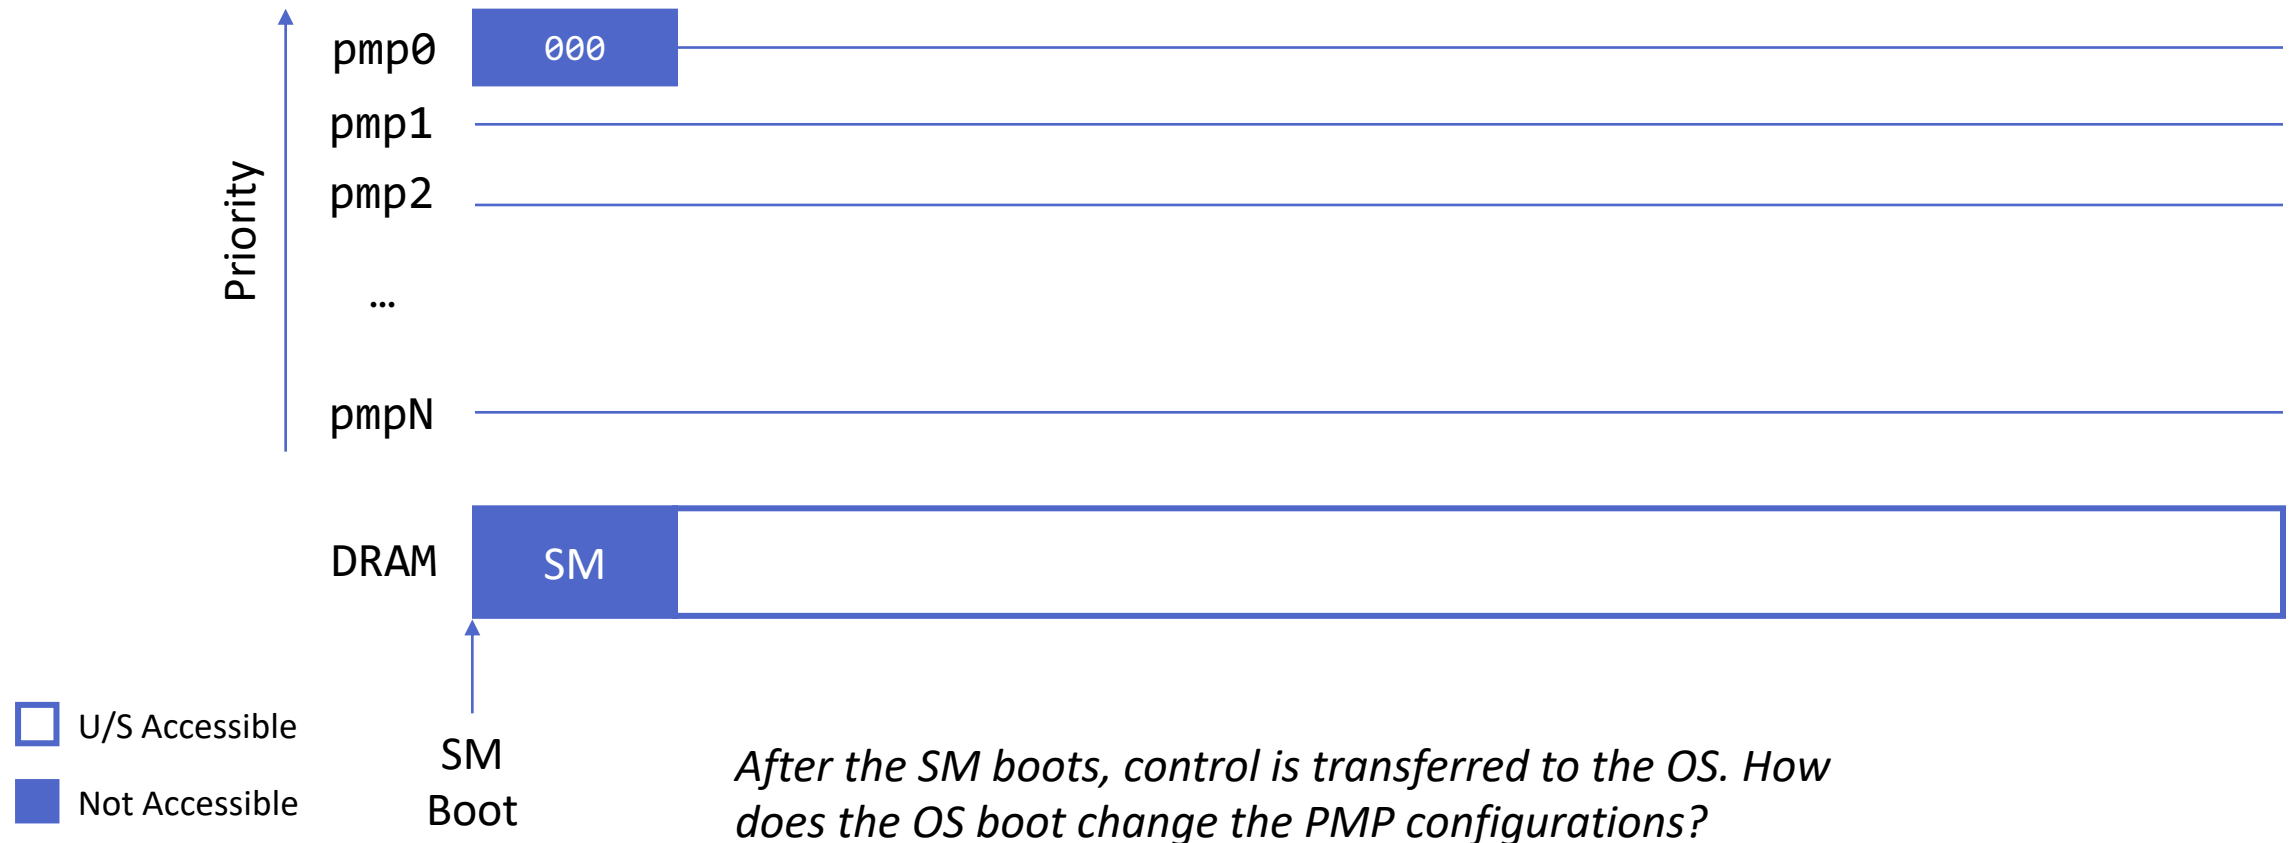 pmp0
000
pmp1
pmp2
Priority
…
pmpN
DRAM
SM
U/S Accessible
Not Accessible
SM
Boot
After the SM boots, control is transferred to the OS. How
does the OS boot change the PMP configurations?